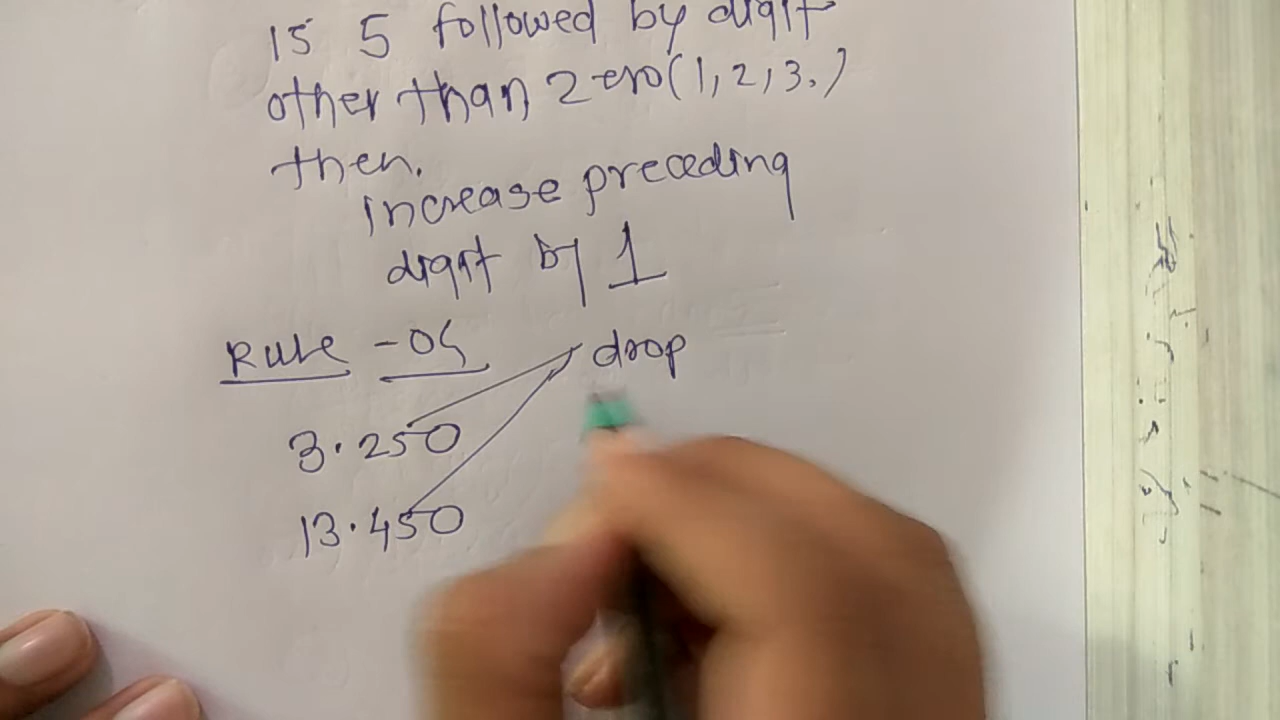 is 5 followed by digit
other than zero(1,2,3.)
then.
increase preceding
digit by 1
Rule -04 drop
3.250
13.450